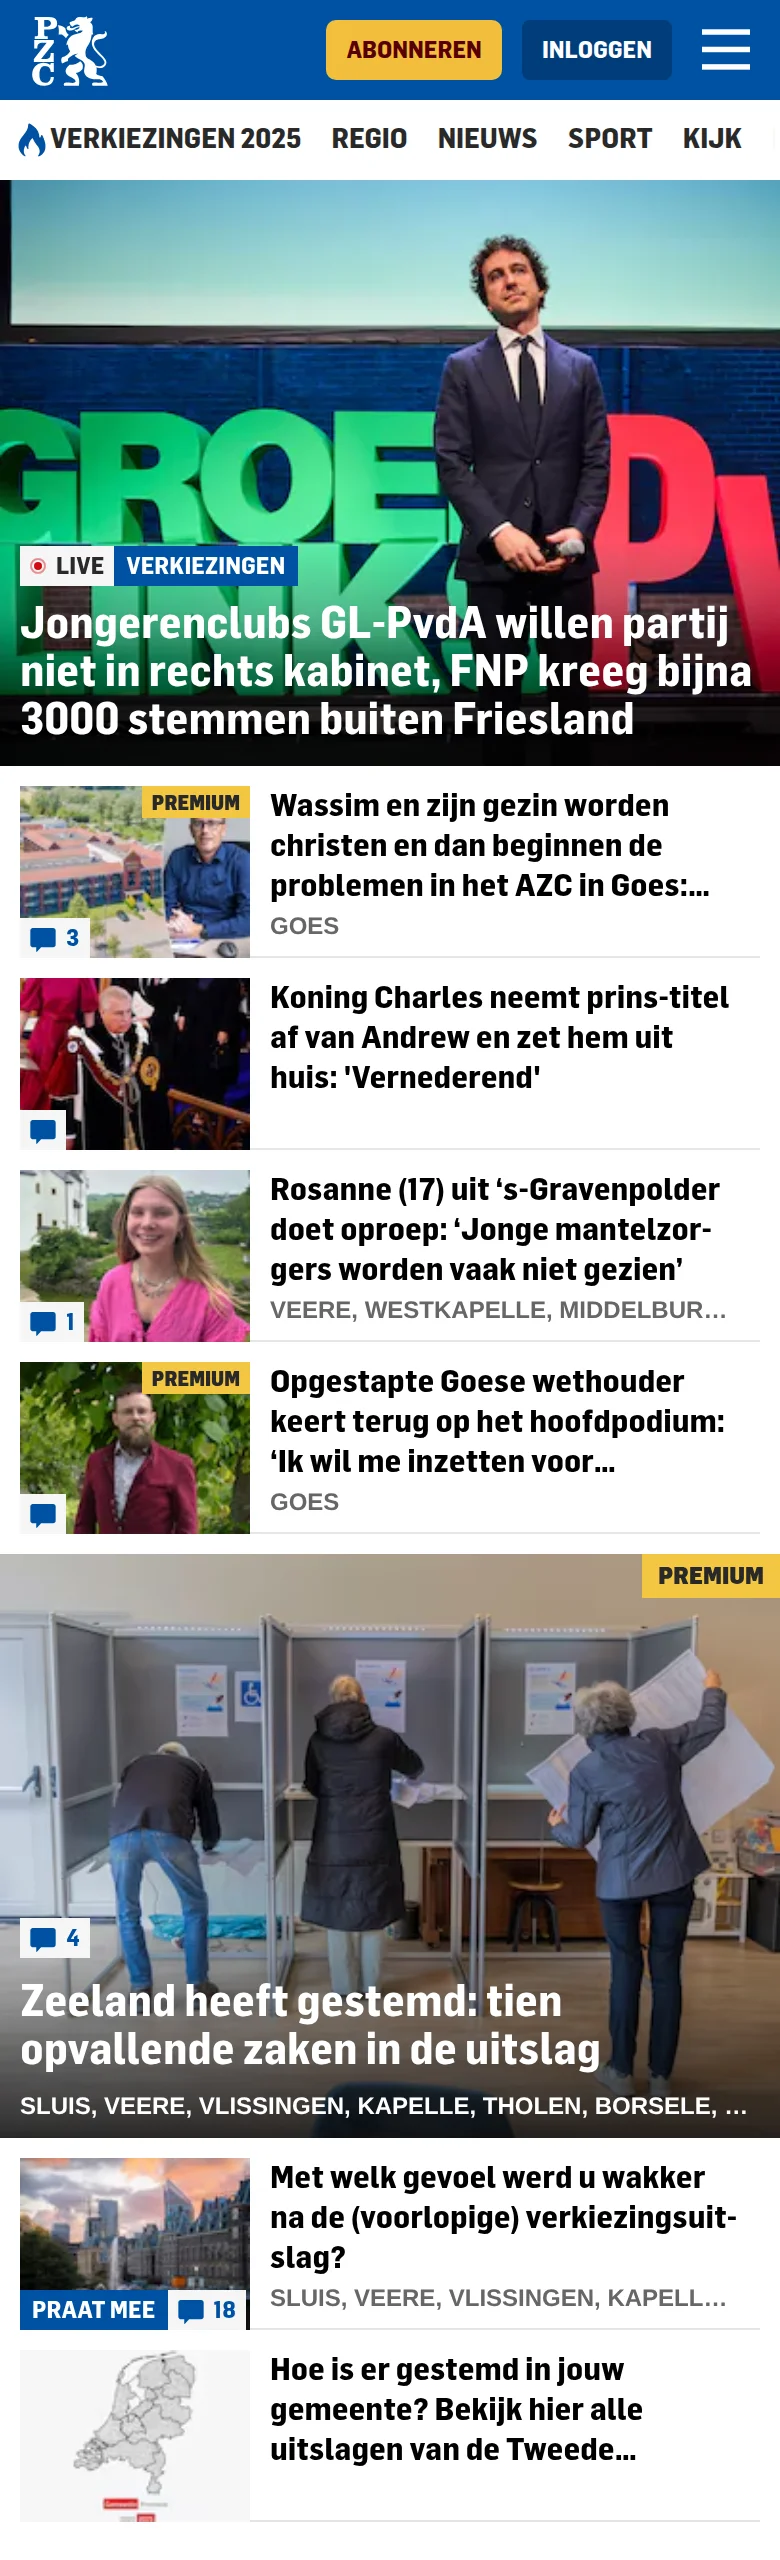 PZC
ABONNEREN
INLOGGEN
VERKIEZINGEN 2025 REGIO NIEUWS SPORT KIJK
GROE PV
LINKS
LIVE VERKIEZINGEN
Jongerenclubs GL-PvdA willen partij
niet in rechts kabinet, FNP kreeg bijna
3000 stemmen buiten Friesland
PREMIUM
3
Wassim en zijn gezin worden
christen en dan beginnen de
problemen in het AZC in Goes:...
GOES
Koning Charles neemt prins-titel
af van Andrew en zet hem uit
huis: 'Vernederend'
1
Rosanne (17) uit ‘s-Gravenpolder
doet oproep: ‘Jonge mantelzor-
gers worden vaak niet gezien’
VEERE, WESTKAPELLE, MIDDELBUR...
PREMIUM
Opgestapte Goese wethouder
keert terug op het hoofdpodium:
‘Ik wil me inzetten voor...
GOES
PREMIUM
4
Zeeland heeft gestemd: tien
opvallende zaken in de uitslag
SLUIS, VEERE, VLISSINGEN, KAPELLE, THOLEN, BORSELE, ...
PRAAT MEE 18
Met welk gevoel werd u wakker
na de (voorlopige) verkiezingsuit-
slag?
SLUIS, VEERE, VLISSINGEN, KAPELL...
Hoe is er gestemd in jouw
gemeente? Bekijk hier alle
uitslagen van de Tweede...